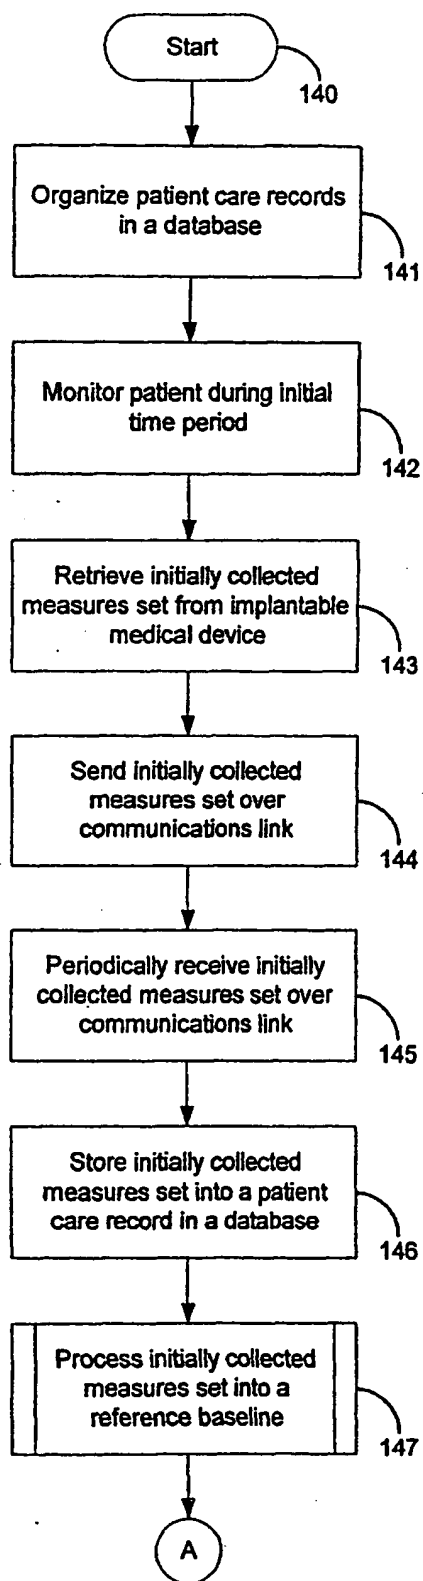 Start
140
Organize patient care records
in a database
141
Monitor patient during initial
time period
142
Retrieve initially collected
measures set from implantable
medical device
143
Send initially collected
measures set over
communications link
144
Periodically receive initially
collected measures set over
communications link
145
Store initially collected
measures set into a patient
care record in a database
146
Process initially collected
measures set into a
reference baseline
147
A